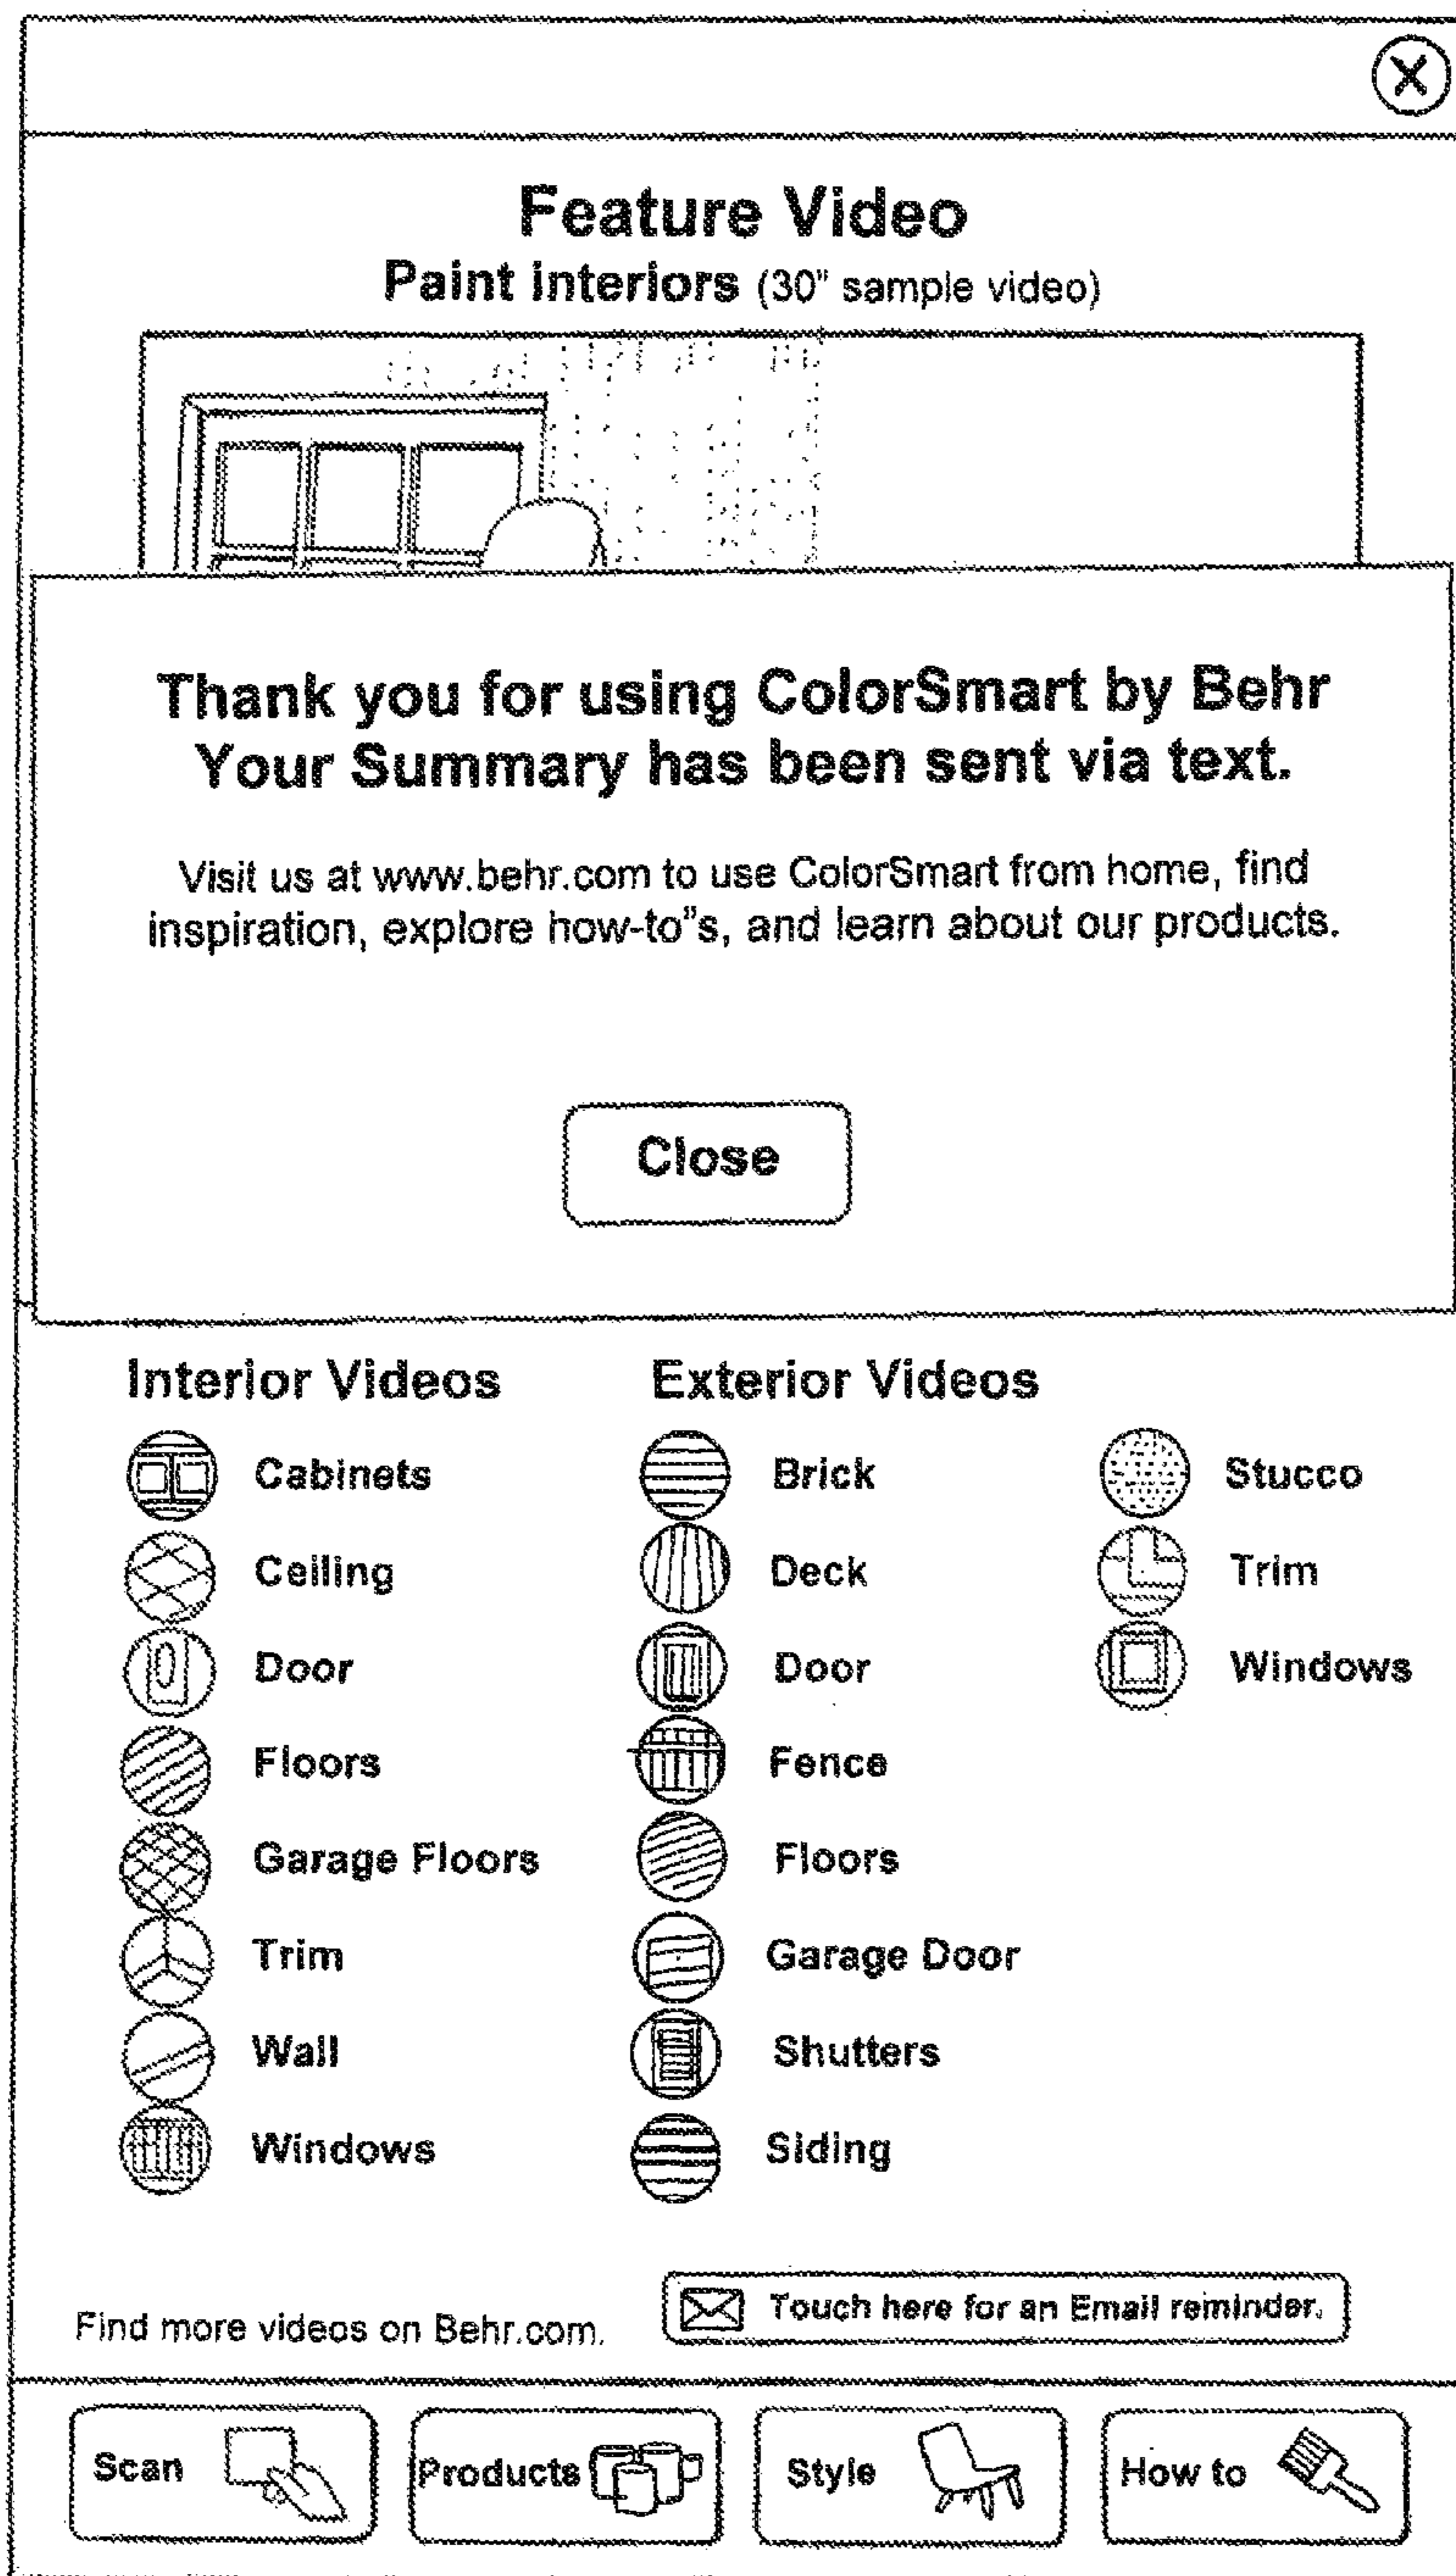 Feature Video
Paint interiors (30" sample video)
Thank you for using ColorSmart by Behr
Your Summary has been sent via text.
Visit us at www.behr.com to use ColorSmart from home, find
inspiration, explore how-to"s, and learn about our products.
Close
Interior Videos
Cabinets
Ceiling
Door
Floors
Garage Floors
Trim
Wall
Windows
Exterior Videos
Brick
Deck
Door
Fence
Floors
Garage Door
Shutters
Siding
Stucco
Trim
Windows
Find more videos on Behr.com.
Touch here for an Email reminder.
Scan
Products
Style
How to